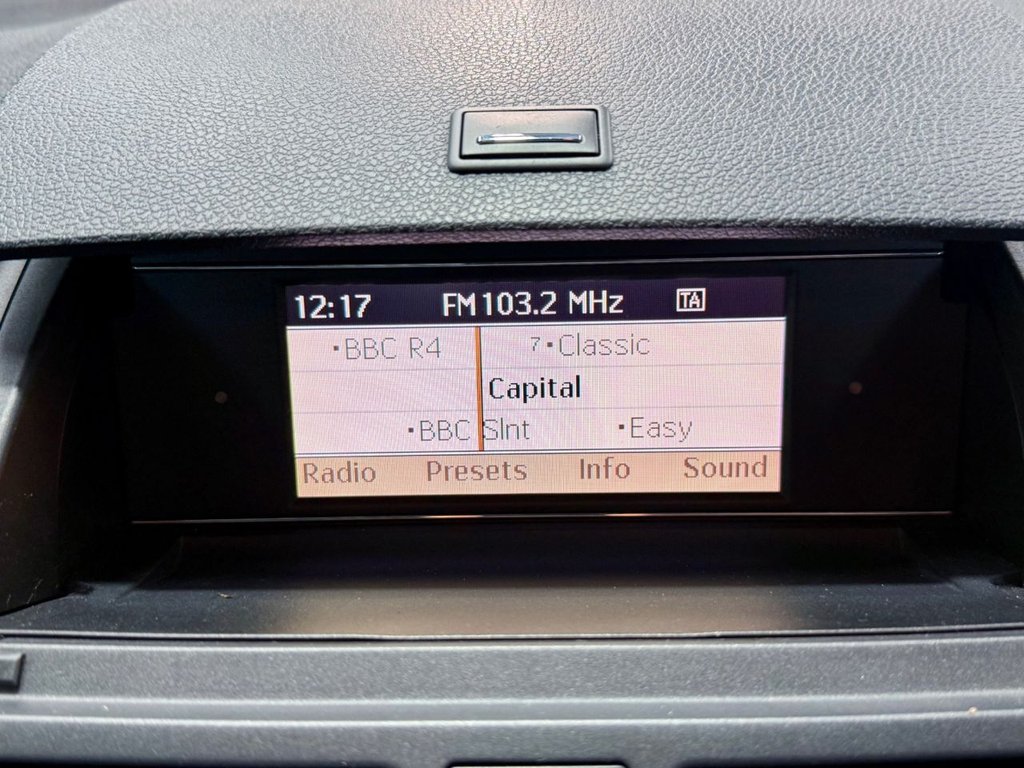 12:17 FM 103.2 MHz TA
·BBC R4 7·Classic
Capital
·BBC Slnt ·Easy
Radio Presets Info Sound